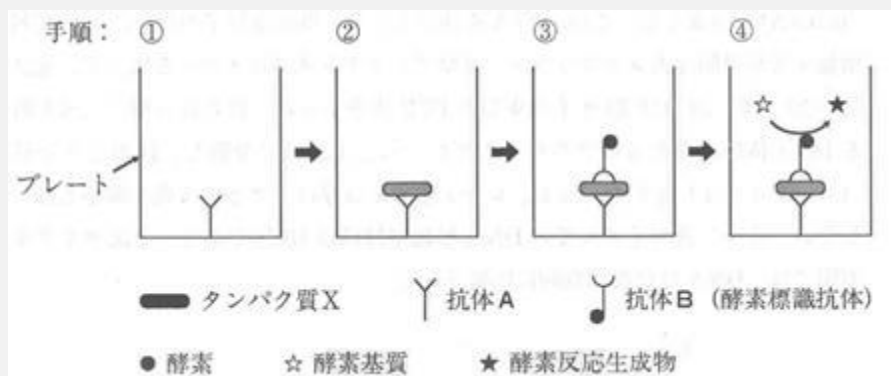 手順: ① ② ③ ④
プレート
タンパク質X 抗体A 抗体B (酵素標識抗体)
● 酵素 ☆ 酵素基質 ★ 酵素反応生成物